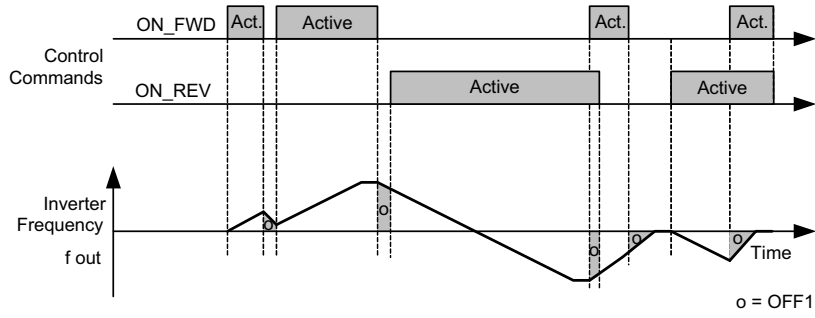 ON_FWD
Act.
Active
Act.
Act.
Control
Commands
ON_REV
Active
Active
Inverter
Frequency
f out
o
o
o
o
o
Time
o = OFF1